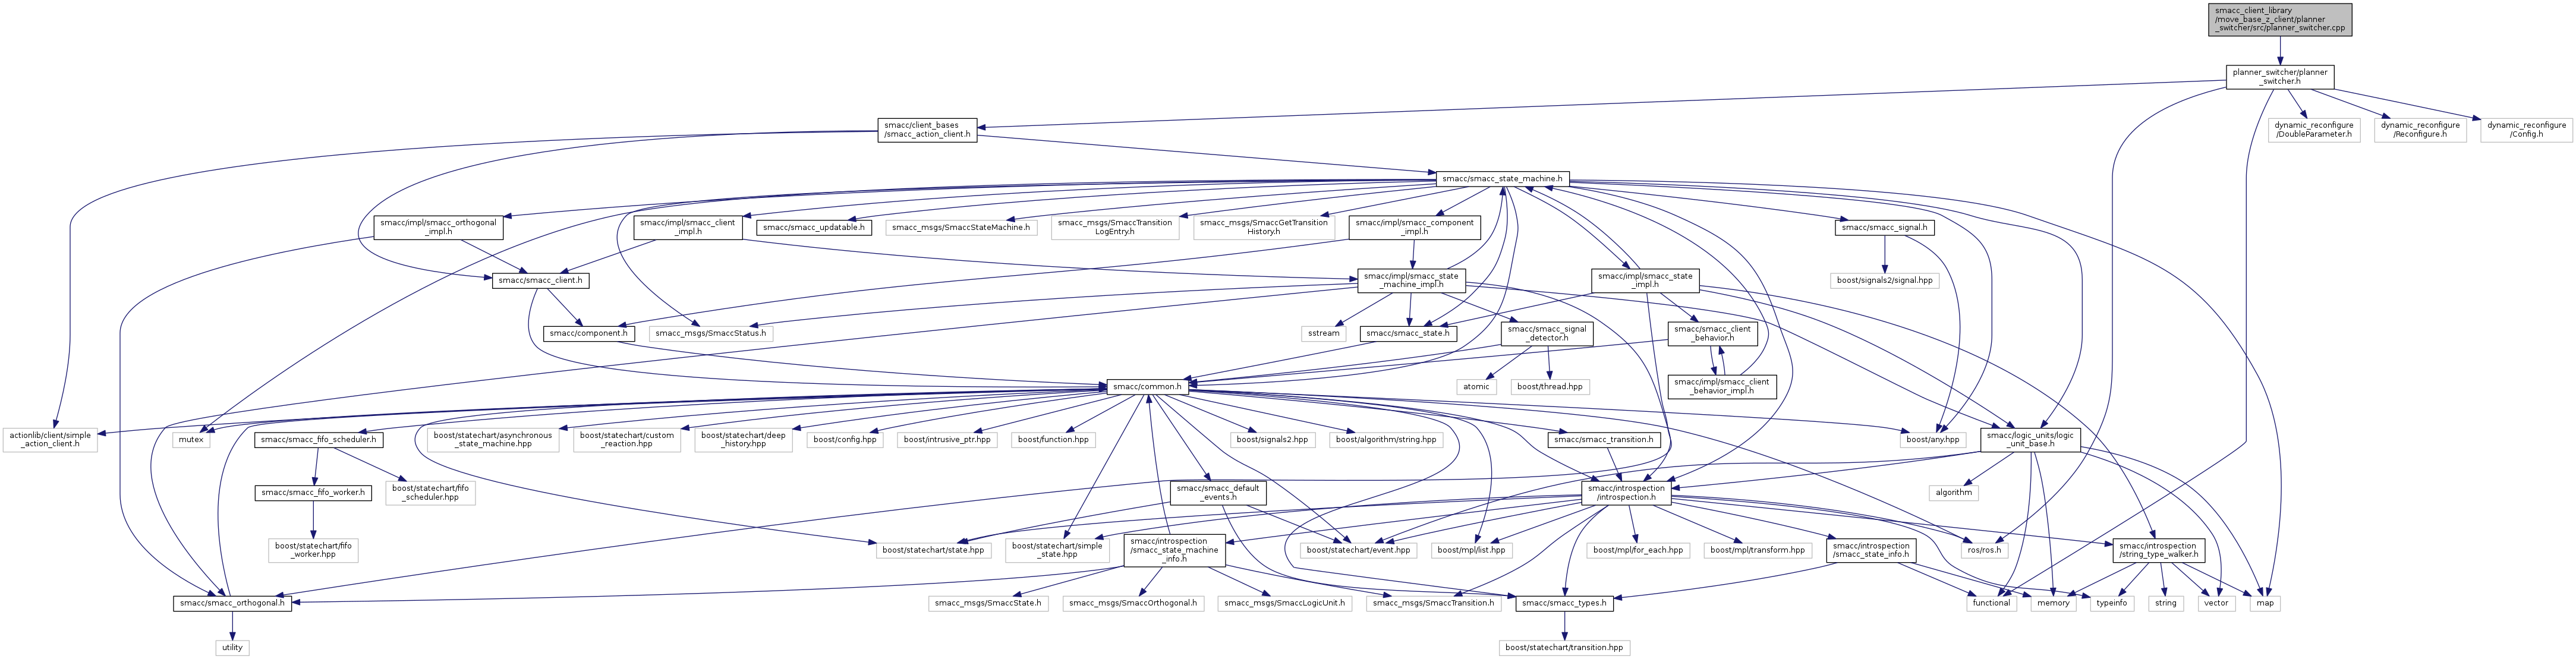 smacc_client_library
/move_base_z_client/planner
_switcher/src/planner_switcher.cpp
planner_switcher/planner
_switcher.h
smacc/client_bases
/smacc_action_client.h
dynamic_reconfigure
/DoubleParameter.h
dynamic_reconfigure
/Reconfigure.h
dynamic_reconfigure
/Config.h
smacc/smacc_state_machine.h
smacc/impl/smacc_orthogonal
_impl.h
smacc/impl/smacc_client
_impl.h
smacc/smacc_updatable.h
smacc_msgs/SmaccStateMachine.h
smacc_msgs/SmaccTransition
LogEntry.h
smacc_msgs/SmaccGetTransition
History.h
smacc/impl/smacc_component
_impl.h
smacc/smacc_signal.h
smacc/smacc_client.h
smacc/impl/smacc_state
_machine_impl.h
smacc/impl/smacc_state
_impl.h
boost/signals2/signal.hpp
smacc/component.h
smacc_msgs/SmaccStatus.h
sstream
smacc/smacc_state.h
smacc/smacc_signal
_detector.h
smacc/smacc_client
_behavior.h
smacc/common.h
atomic
boost/thread.hpp
smacc/impl/smacc_client
_behavior_impl.h
actionlib/client/simple
_action_client.h
mutex
smacc/smacc_fifo_scheduler.h
boost/statechart/asynchronous
_state_machine.hpp
boost/statechart/custom
_reaction.hpp
boost/statechart/deep
_history.hpp
boost/config.hpp
boost/intrusive_ptr.hpp
boost/function.hpp
boost/signals2.hpp
boost/algorithm/string.hpp
smacc/smacc_transition.h
boost/any.hpp
smacc/logic_units/logic
_unit_base.h
smacc/smacc_fifo_worker.h
boost/statechart/fifo
_scheduler.hpp
smacc/smacc_default
_events.h
smacc/introspection
/introspection.h
algorithm
boost/statechart/fifo
_worker.hpp
boost/statechart/state.hpp
boost/statechart/simple
_state.hpp
smacc/introspection
/smacc_state_machine
_info.h
boost/statechart/event.hpp
boost/mpl/list.hpp
boost/mpl/for_each.hpp
boost/mpl/transform.hpp
smacc/introspection
/smacc_state_info.h
ros/ros.h
smacc/introspection
/string_type_walker.h
smacc/smacc_orthogonal.h
smacc_msgs/SmaccState.h
smacc_msgs/SmaccOrthogonal.h
smacc_msgs/SmaccLogicUnit.h
smacc_msgs/SmaccTransition.h
smacc/smacc_types.h
functional
memory
typeinfo
string
vector
map
utility
boost/statechart/transition.hpp